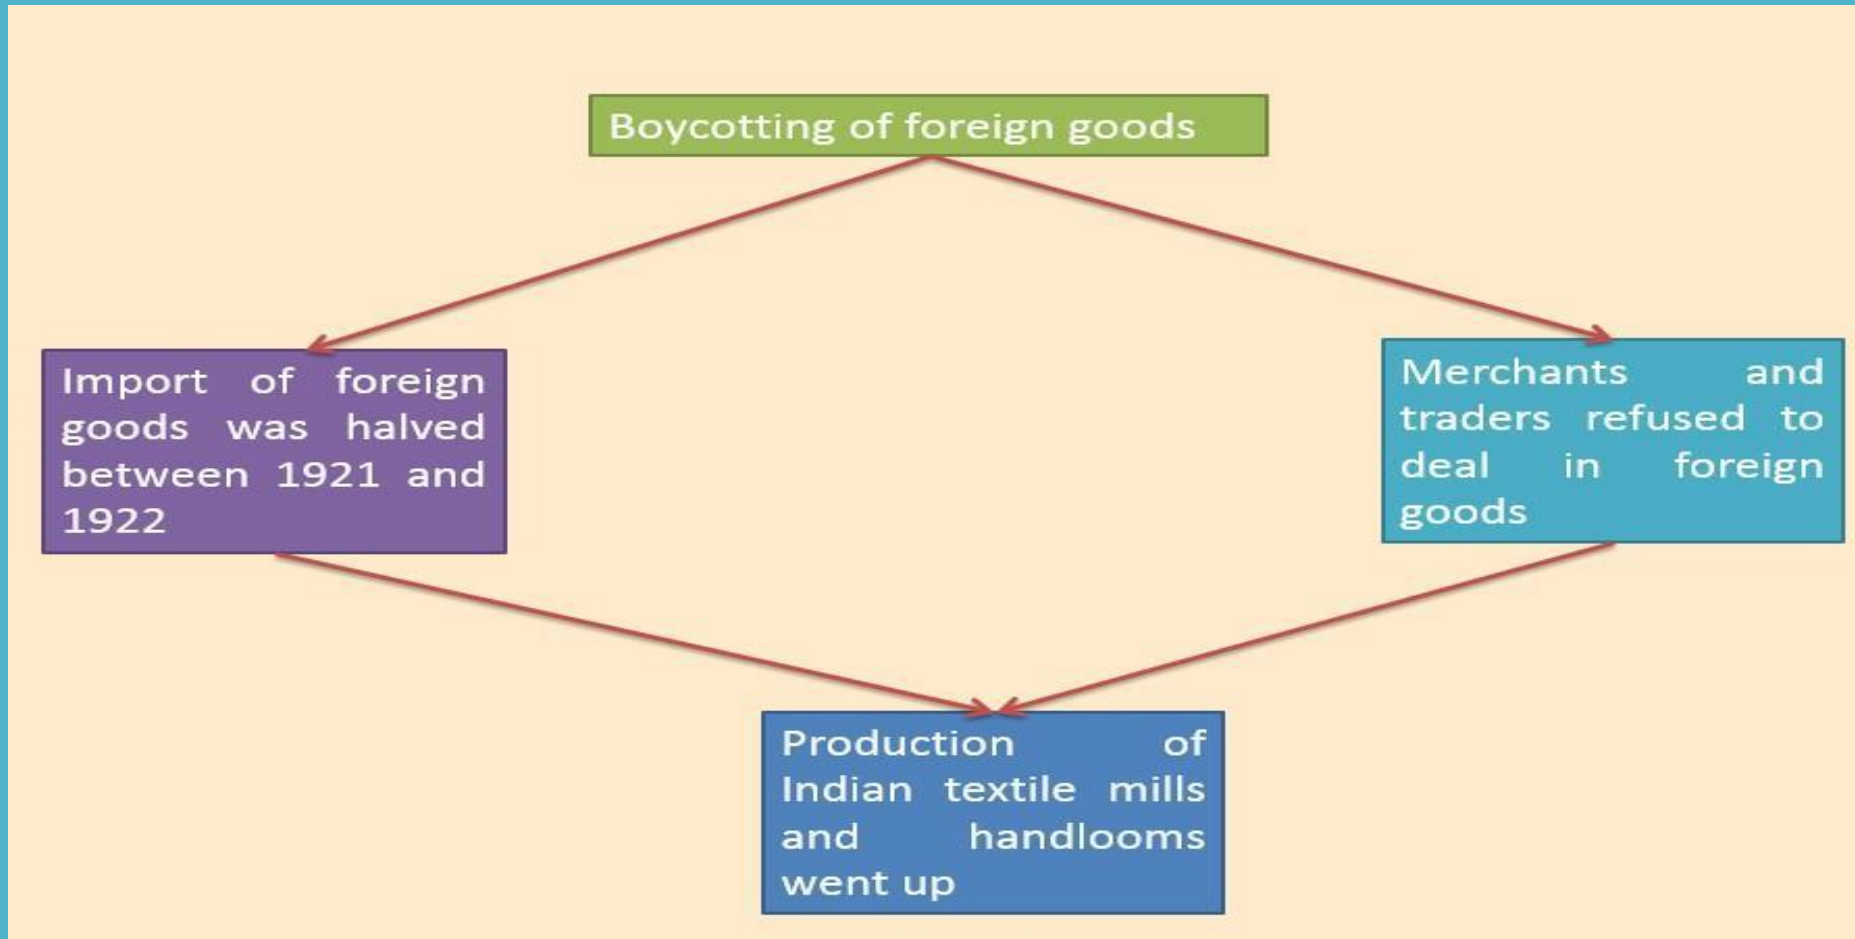 Boycotting of foreign goods
Import of foreign
goods was halved
between 1921 and
1922
Merchants and
traders refused to
deal in foreign
goods
Production of
Indian textile mills
and handlooms
went up